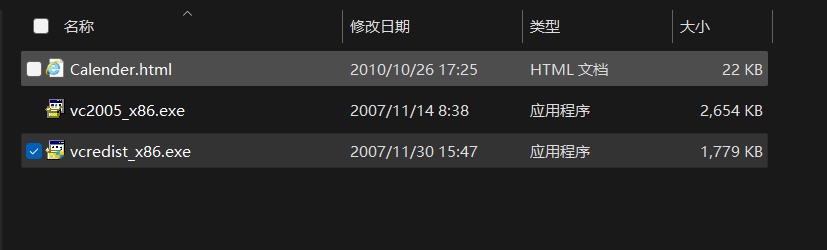 名称 修改日期 类型 大小
Calender.html 2010/10/26 17:25 HTML 文档 22 KB
vc2005_x86.exe 2007/11/14 8:38 应用程序 2,654 KB
vcredist_x86.exe 2007/11/30 15:47 应用程序 1,779 KB